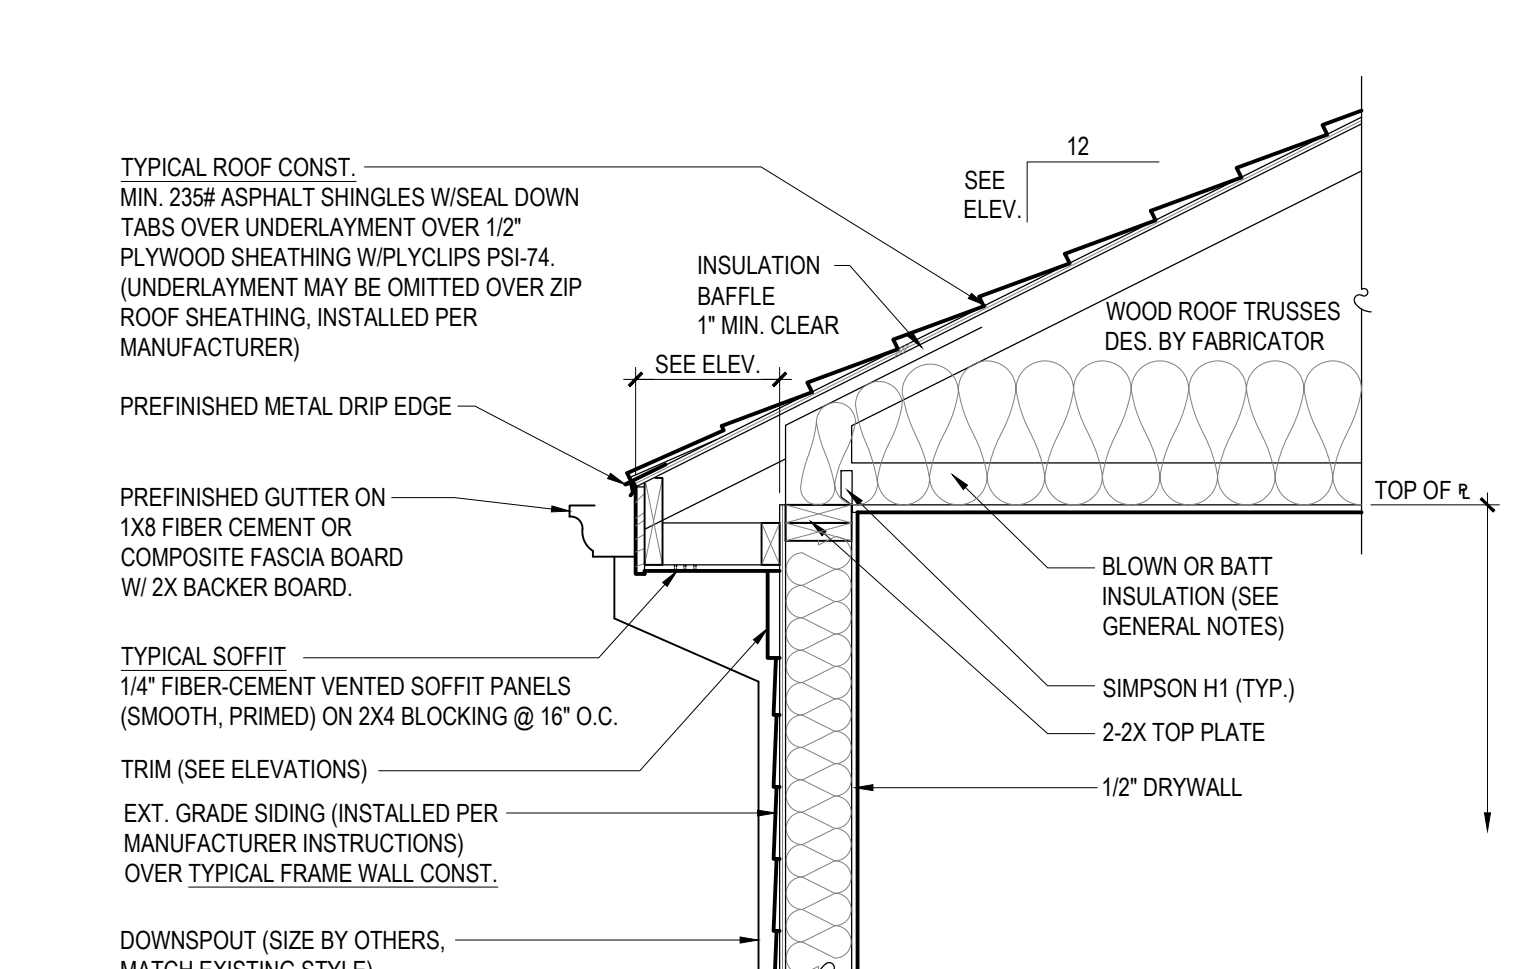 12
TYPICAL ROOF CONST.
MIN. 235# ASPHALT SHINGLES W/SEAL DOWN
TABS OVER UNDERLAYMENT OVER 1/2"
PLYWOOD SHEATHING W/PLYCLIPS PSI-74.
(UNDERLAYMENT MAY BE OMITTED OVER ZIP
ROOF SHEATHING, INSTALLED PER
MANUFACTURER)
SEE
ELEV.
INSULATION
BAFFLE
1" MIN. CLEAR
WOOD ROOF TRUSSES
DES. BY FABRICATOR
SEE ELEV.
PREFINISHED METAL DRIP EDGE
PREFINISHED GUTTER ON
1X8 FIBER CEMENT OR
COMPOSITE FASCIA BOARD
W/ 2X BACKER BOARD.
TOP OF PL
BLOWN OR BATT
INSULATION (SEE
GENERAL NOTES)
TYPICAL SOFFIT
1/4" FIBER-CEMENT VENTED SOFFIT PANELS
(SMOOTH, PRIMED) ON 2X4 BLOCKING @ 16" O.C.
SIMPSON H1 (TYP.)
2-2X TOP PLATE
TRIM (SEE ELEVATIONS)
1/2" DRYWALL
EXT. GRADE SIDING (INSTALLED PER
MANUFACTURER INSTRUCTIONS)
OVER TYPICAL FRAME WALL CONST.
DOWNSPOUT (SIZE BY OTHERS,
MATCH EXISTING STYLE)